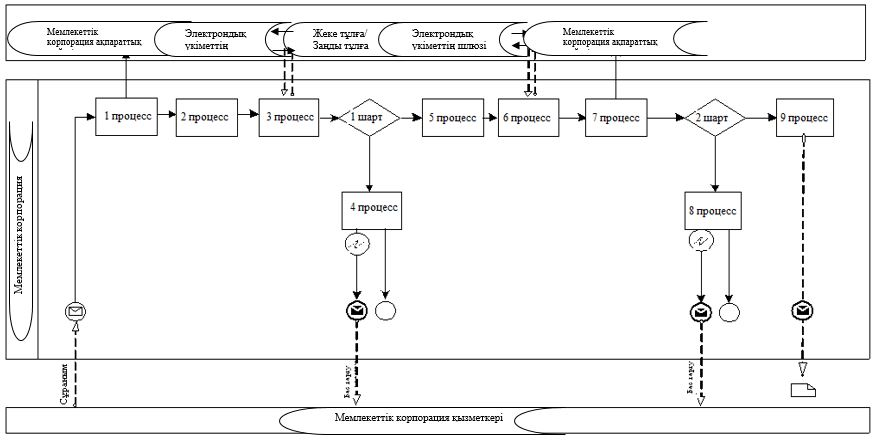 Мемлекеттік
корпорация ақпараттық
Электрондық
үкіметтің
Жеке тұлға/
Заңды тұлға
Электрондық
үкіметтің шлюзі
Мемлекеттік
корпорация ақпараттық
1 процесс
2 процесс
3 процесс
1 шарт
5 процесс
6 процесс
7 процесс
2 шарт
9 процесс
4 процесс
8 процесс
Мемлекеттік корпорация
Сұраным
Бас тарту
Бас тарту
Мемлекеттік корпорация қызметкері